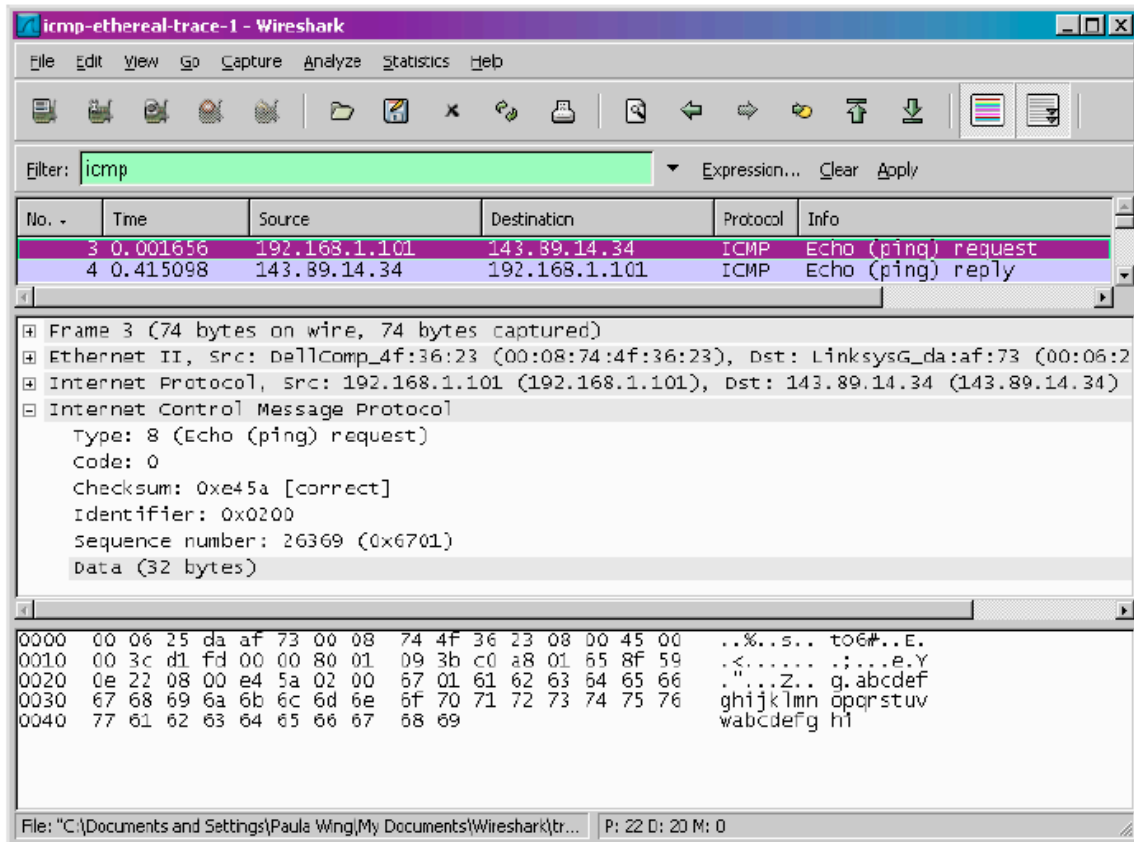 icmp-ethereal-trace-1 - Wireshark
File Edit View Go Capture Analyze Statistics Help
Filter: icmp Expression... Clear Apply
No. - Time Source Destination Protocol Info
3 0.001656 192.168.1.101 143.89.14.34 ICMP Echo (ping) request
4 0.415098 143.89.14.34 192.168.1.101 ICMP Echo (ping) reply
Frame 3 (74 bytes on wire, 74 bytes captured)
Ethernet II, Src: DellComp_4f:36:23 (00:08:74:4f:36:23), Dst: LinksysG_da:af:73 (00:06:2
Internet Protocol, Src: 192.168.1.101 (192.168.1.101), Dst: 143.89.14.34 (143.89.14.34)
Internet Control Message Protocol
Type: 8 (Echo (ping) request)
Code: 0
Checksum: 0xe45a [correct]
Identifier: 0x0200
Sequence number: 26369 (0x6701)
Data (32 bytes)
0000 00 06 25 da af 73 00 08 74 4f 36 23 08 00 45 00 ..%..s.. tO6#..E.
0010 00 3c d1 fd 00 00 80 01 09 3b c0 a8 01 65 8f 59 .<...... .;...e.Y
0020 0e 22 08 00 e4 5a 02 00 67 01 61 62 63 64 65 66 ."...Z.. g.abcdef
0030 67 68 69 6a 6b 6c 6d 6e 6f 70 71 72 73 74 75 76 ghijklmn opqrstuv
0040 77 61 62 63 64 65 66 67 68 69 wabcdefg hi
File: "C:\Documents and Settings\Paula Wing\My Documents\Wireshark\tr... P: 22 D: 20 M: 0